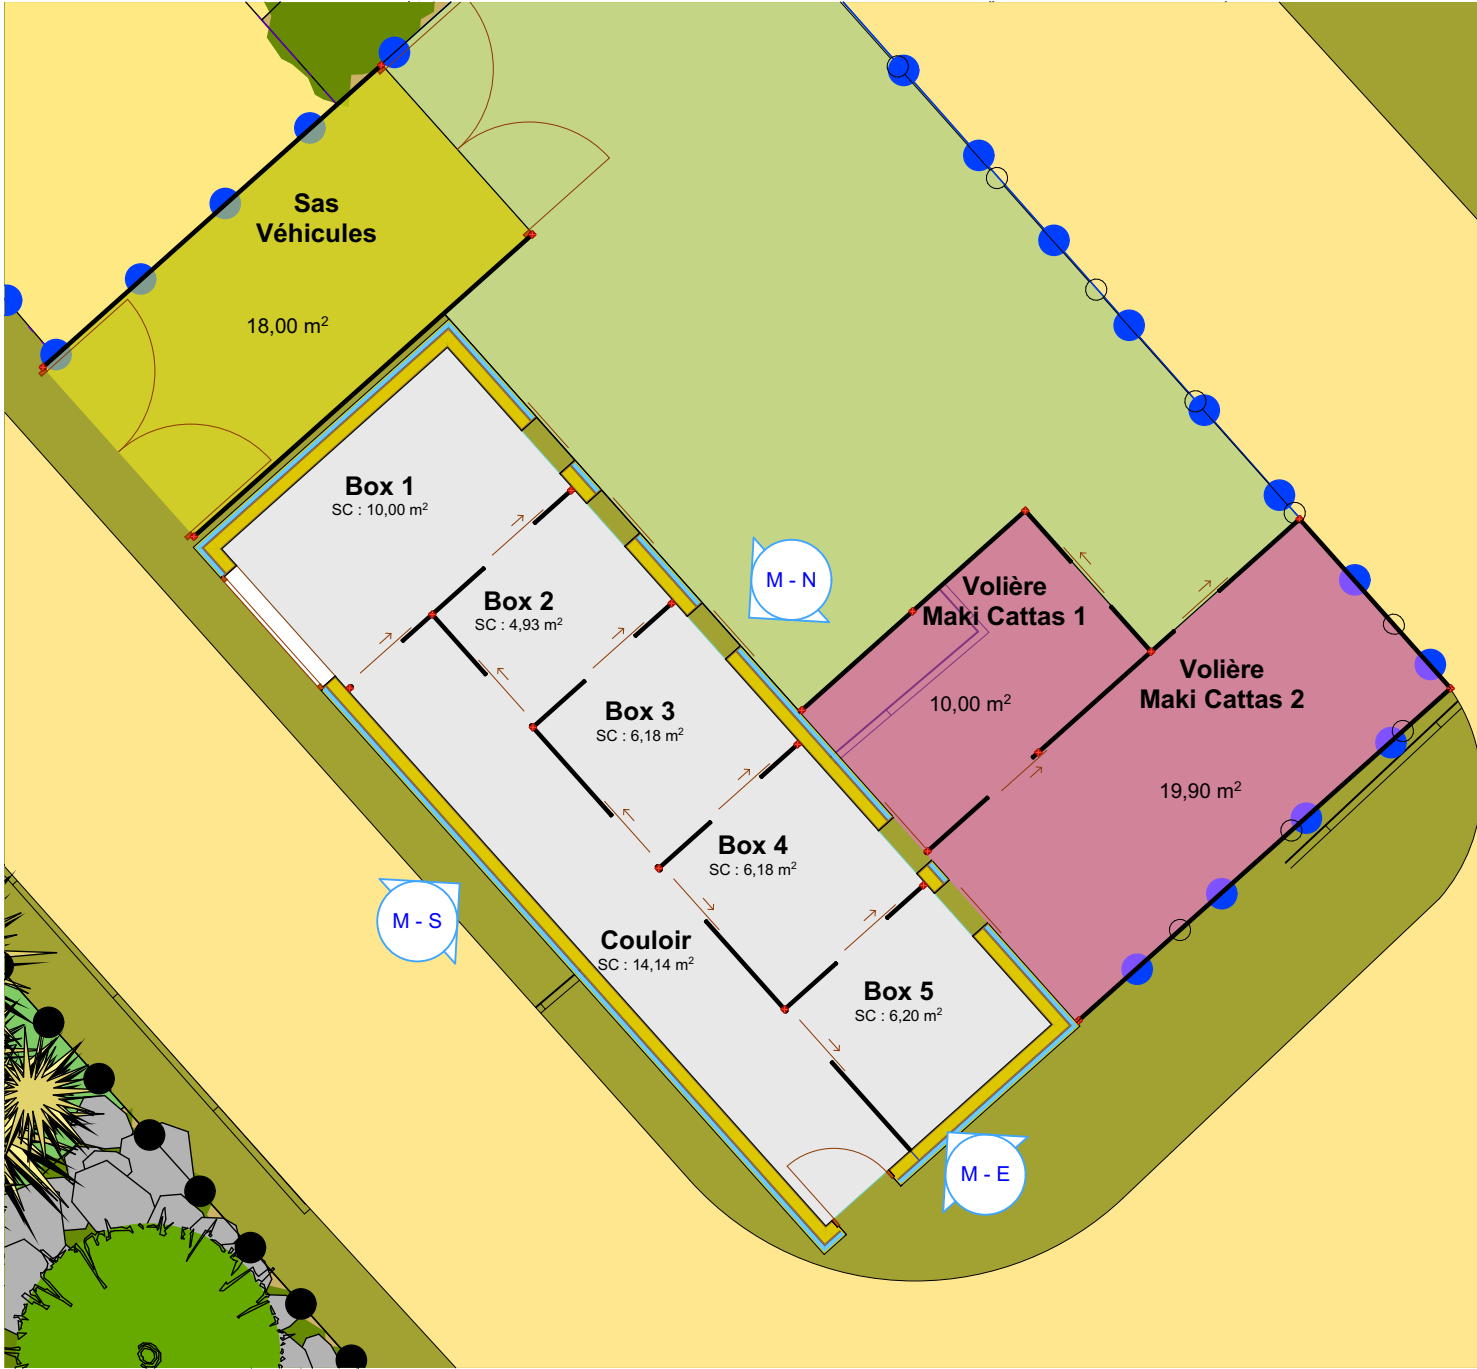 Sas
Véhicules
18,00 m²
Box 1
SC : 10,00 m²
Box 2
SC : 4,93 m²
Box 3
SC : 6,18 m²
Box 4
SC : 6,18 m²
Box 5
SC : 6,20 m²
Couloir
SC : 14,14 m²
M - N
Volière
Maki Cattas 1
10,00 m²
Volière
Maki Cattas 2
19,90 m²
M - S
M - E